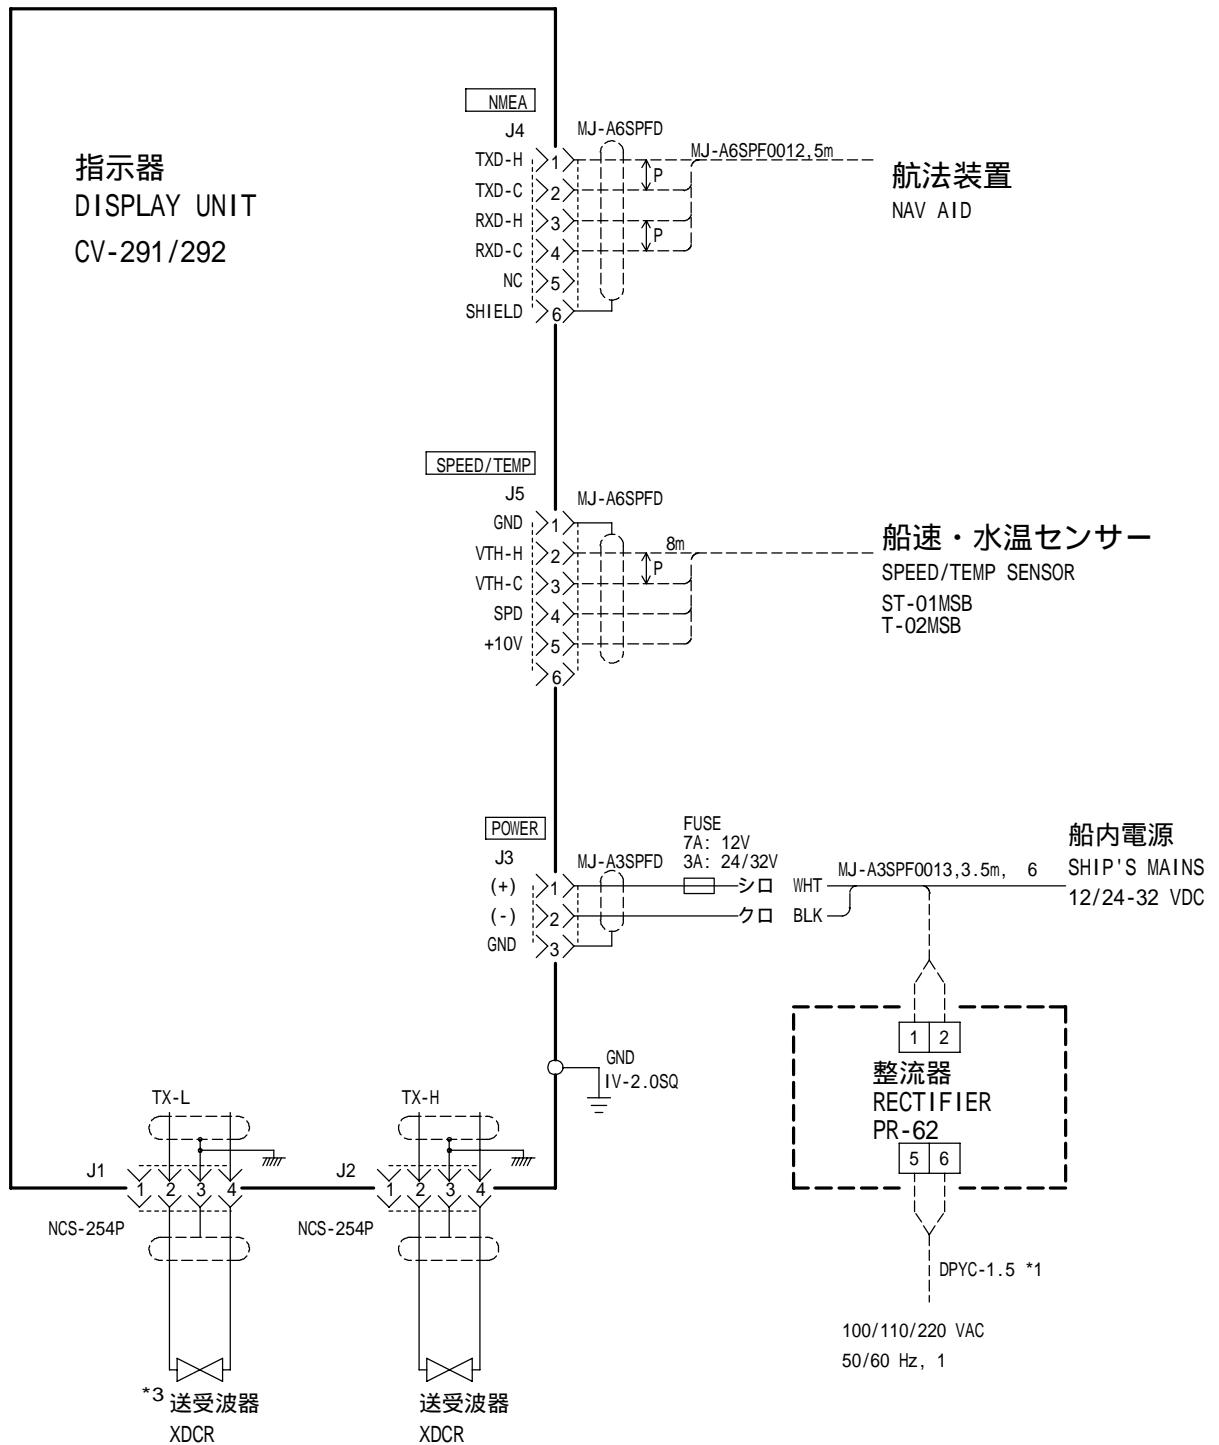 NMEA
J4
MJ-A6SPFD
TXD-H 1
MJ-A6SPF0012,5m
TXD-C 2
P
RXD-H 3
RXD-C 4
P
NC 5
SHIELD 6
指示器
DISPLAY UNIT
CV-291/292
航法装置
NAV AID
SPEED/TEMP
J5
MJ-A6SPFD
GND 1
VTH-H 2
8m
VTH-C 3
P
SPD 4
+10V 5
6
船速・水温センサー
SPEED/TEMP SENSOR
ST-01MSB
T-02MSB
POWER
J3
MJ-A3SPFD
FUSE
7A: 12V
3A: 24/32V
(+) 1
シロ WHT
MJ-A3SPF0013,3.5m, 6
(-) 2
クロ BLK
GND 3
船内電源
SHIP'S MAINS
12/24-32 VDC
1 2
整流器
RECTIFIER
PR-62
5 6
DPYC-1.5 *1
100/110/220 VAC
50/60 Hz, 1
GND
IV-2.0SQ
TX-L
J1
1 2 3 4
NCS-254P
*3 送受波器
XDCR
TX-H
J2
1 2 3 4
NCS-254P
送受波器
XDCR